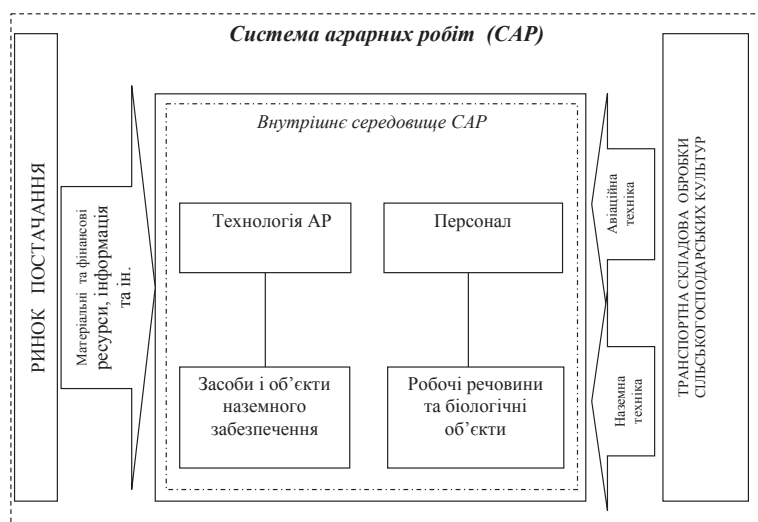 Система аграрних робіт (САР)
РИНОК ПОСТАЧАННЯ
Матеріальні та фінансові
ресурси, інформація
та ін.
Внутрішнє середовище САР
Технологія АР
Персонал
Засоби і об’єкти
наземного
забезпечення
Робочі речовини
та біологічні
об’єкти
Авіаційна
техніка
Наземна
техніка
ТРАНСПОРТНА СКЛАДОВА ОБРОБКИ
СІЛЬСЬКОГОСПОДАРСЬКИХ КУЛЬТУР